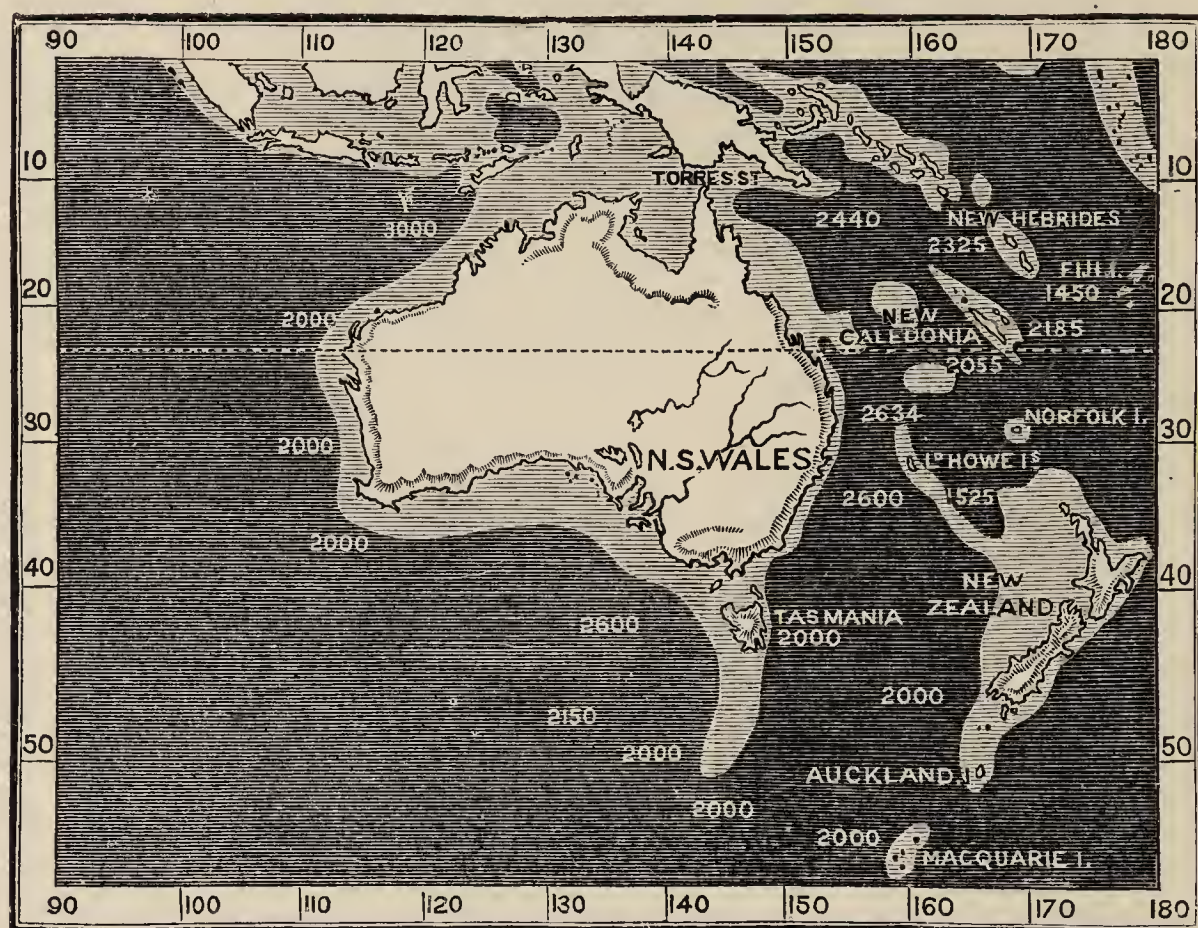 90 100 110 120 130 140 150 160 170 180
10 10
TORRES ST
3000
2440
NEW HEBRIDES
2325
FIJI I.
1450
20 20
2000
NEW
CALEDONIA
2185
2055
2634
NORFOLK I.
30 30
2000
N.S.WALES
Lᴰ HOWE Iˢ
2600
1525
2000
40 40
NEW
ZEALAND
TASMANIA
2000
2600
2000
2150
2000
50 50
AUCKLAND.
2000
2000
MACQUARIE I.
90 100 110 120 130 140 150 160 170 180